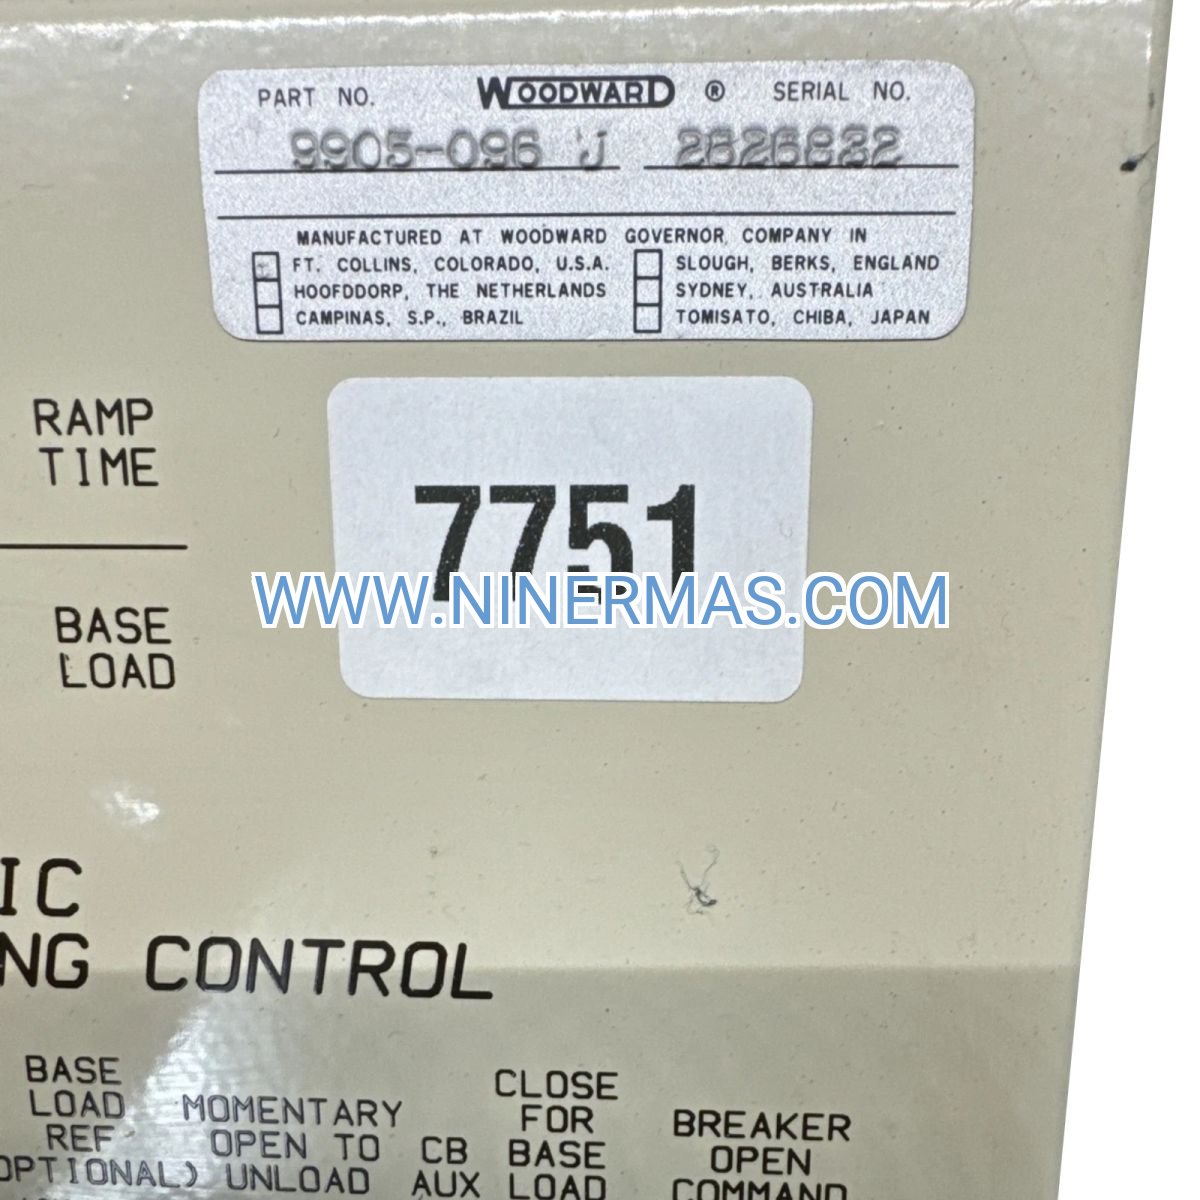 PART NO. WOODWARD ® SERIAL NO.
9905-096 J 2626832
MANUFACTURED AT WOODWARD GOVERNOR COMPANY IN
FT. COLLINS, COLORADO, U.S.A. SLOUGH, BERKS, ENGLAND
HOOFDDORP, THE NETHERLANDS SYDNEY, AUSTRALIA
CAMPINAS, S.P., BRAZIL TOMISATO, CHIBA, JAPAN
RAMP
TIME
7751
WWW.NINERMAS.COM
BASE
LOAD
IC
NG CONTROL
BASE
LOAD
REF
OPTIONAL)
MOMENTARY
OPEN TO
UNLOAD
CB
AUX
CLOSE
FOR
BASE
LOAD
BREAKER
OPEN
COMMAND